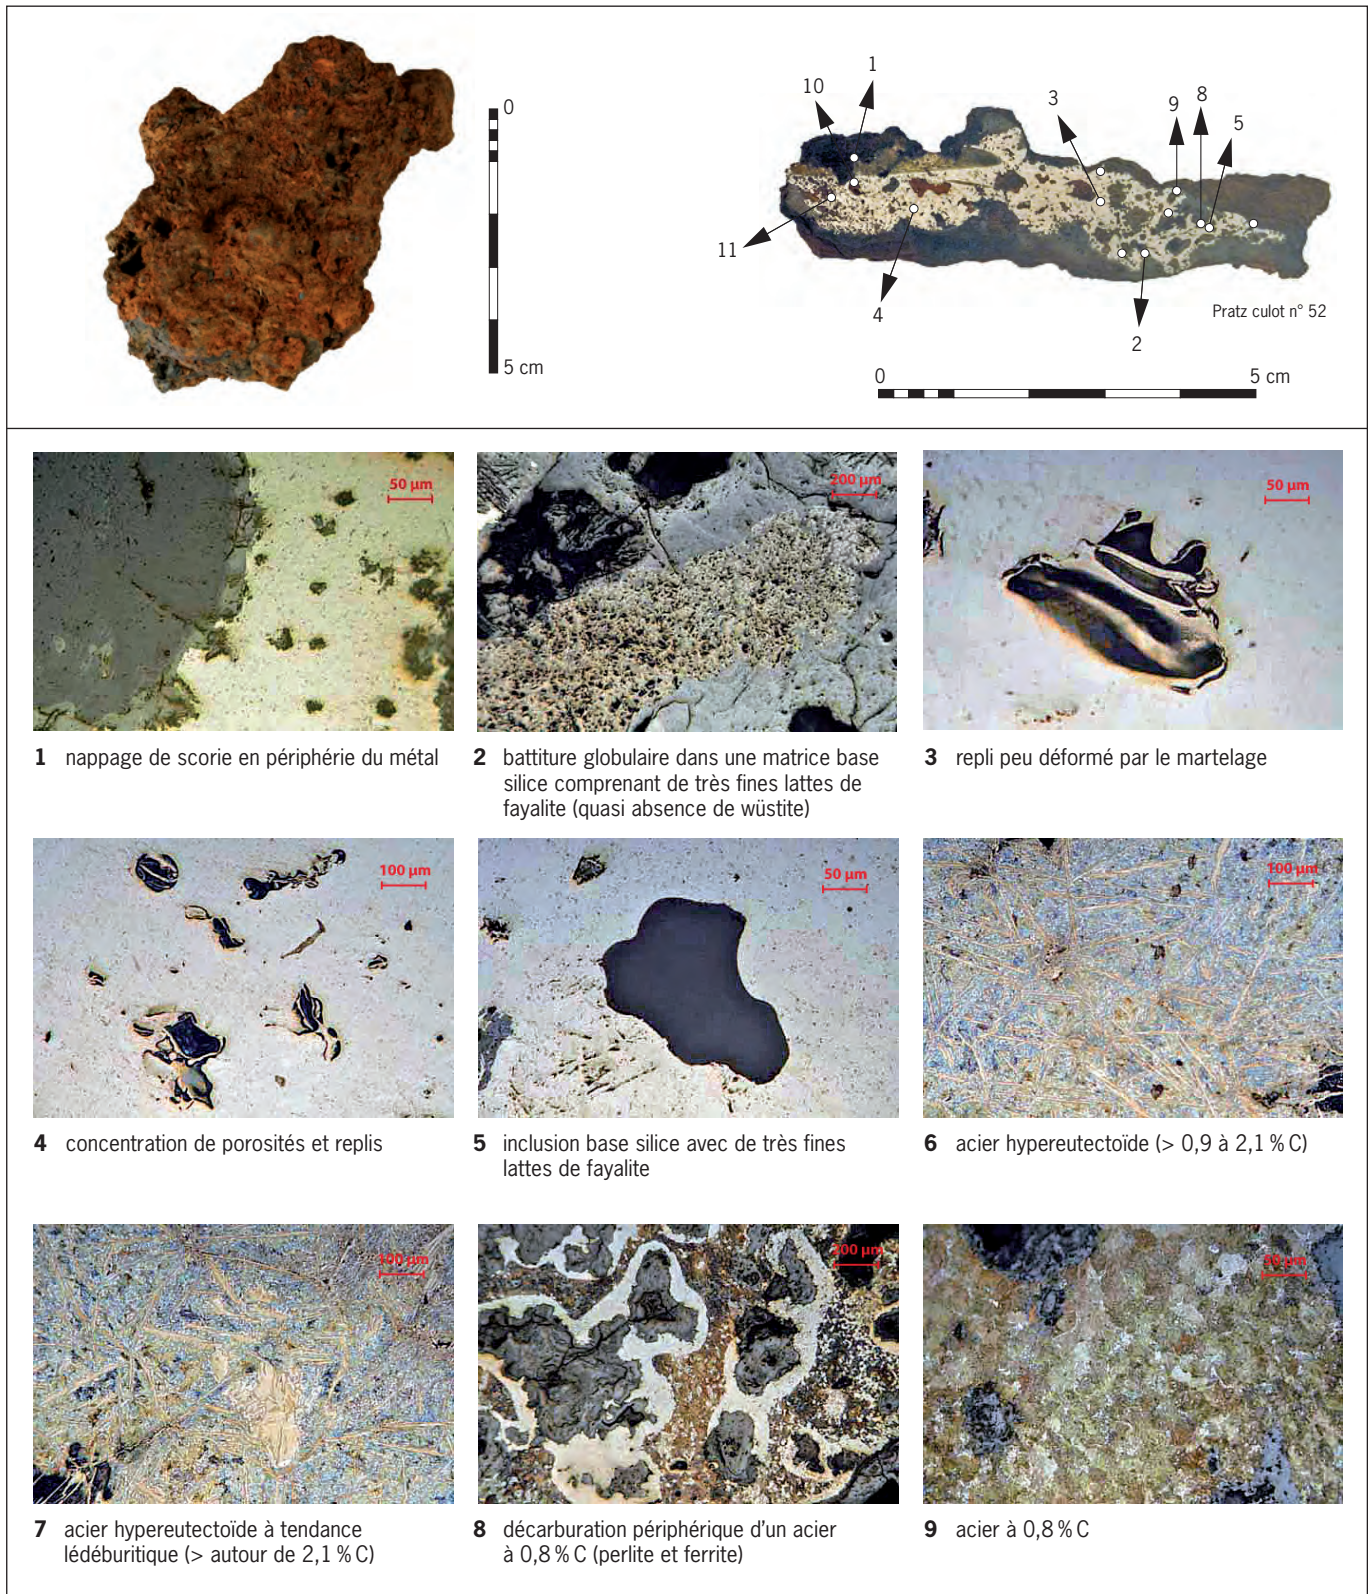 0
5 cm
10
1
3
9
8
5
11
4
2
Pratz culot n° 52
0
5 cm
50 µm
200 µm
50 µm
1 nappage de scorie en périphérie du métal
2 battiture globulaire dans une matrice base
silice comprenant de très fines lattes de
fayalite (quasi absence de wüstite)
3 repli peu déformé par le martelage
100 µm
50 µm
100 µm
4 concentration de porosités et replis
5 inclusion base silice avec de très fines
lattes de fayalite
6 acier hypereutectoïde (> 0,9 à 2,1 % C)
100 µm
200 µm
50 µm
7 acier hypereutectoïde à tendance
lédéburitique (> autour de 2,1 % C)
8 décarburation périphérique d'un acier
à 0,8 % C (perlite et ferrite)
9 acier à 0,8 % C